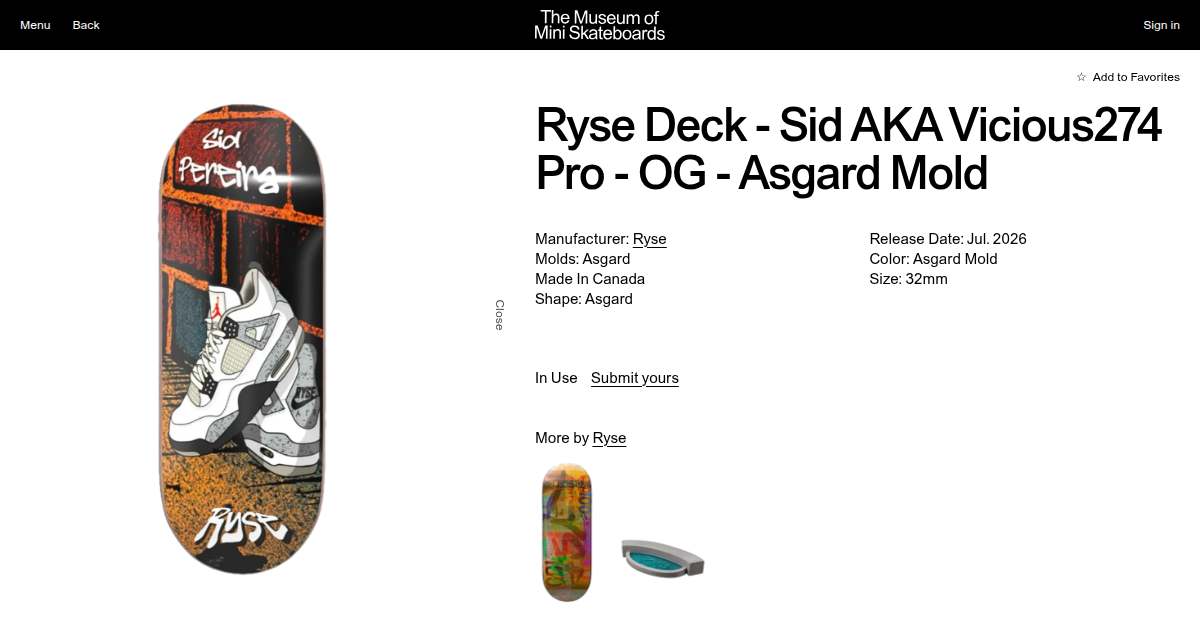 Menu
Back
The Museum of
Mini Skateboards
Sign in
☆ Add to Favorites
Sid
Pereira
Ryse
Close
Ryse Deck - Sid AKA Vicious274
Pro - OG - Asgard Mold
Manufacturer: Ryse
Molds: Asgard
Made In Canada
Shape: Asgard
Release Date: Jul. 2026
Color: Asgard Mold
Size: 32mm
In Use
Submit yours
More by Ryse